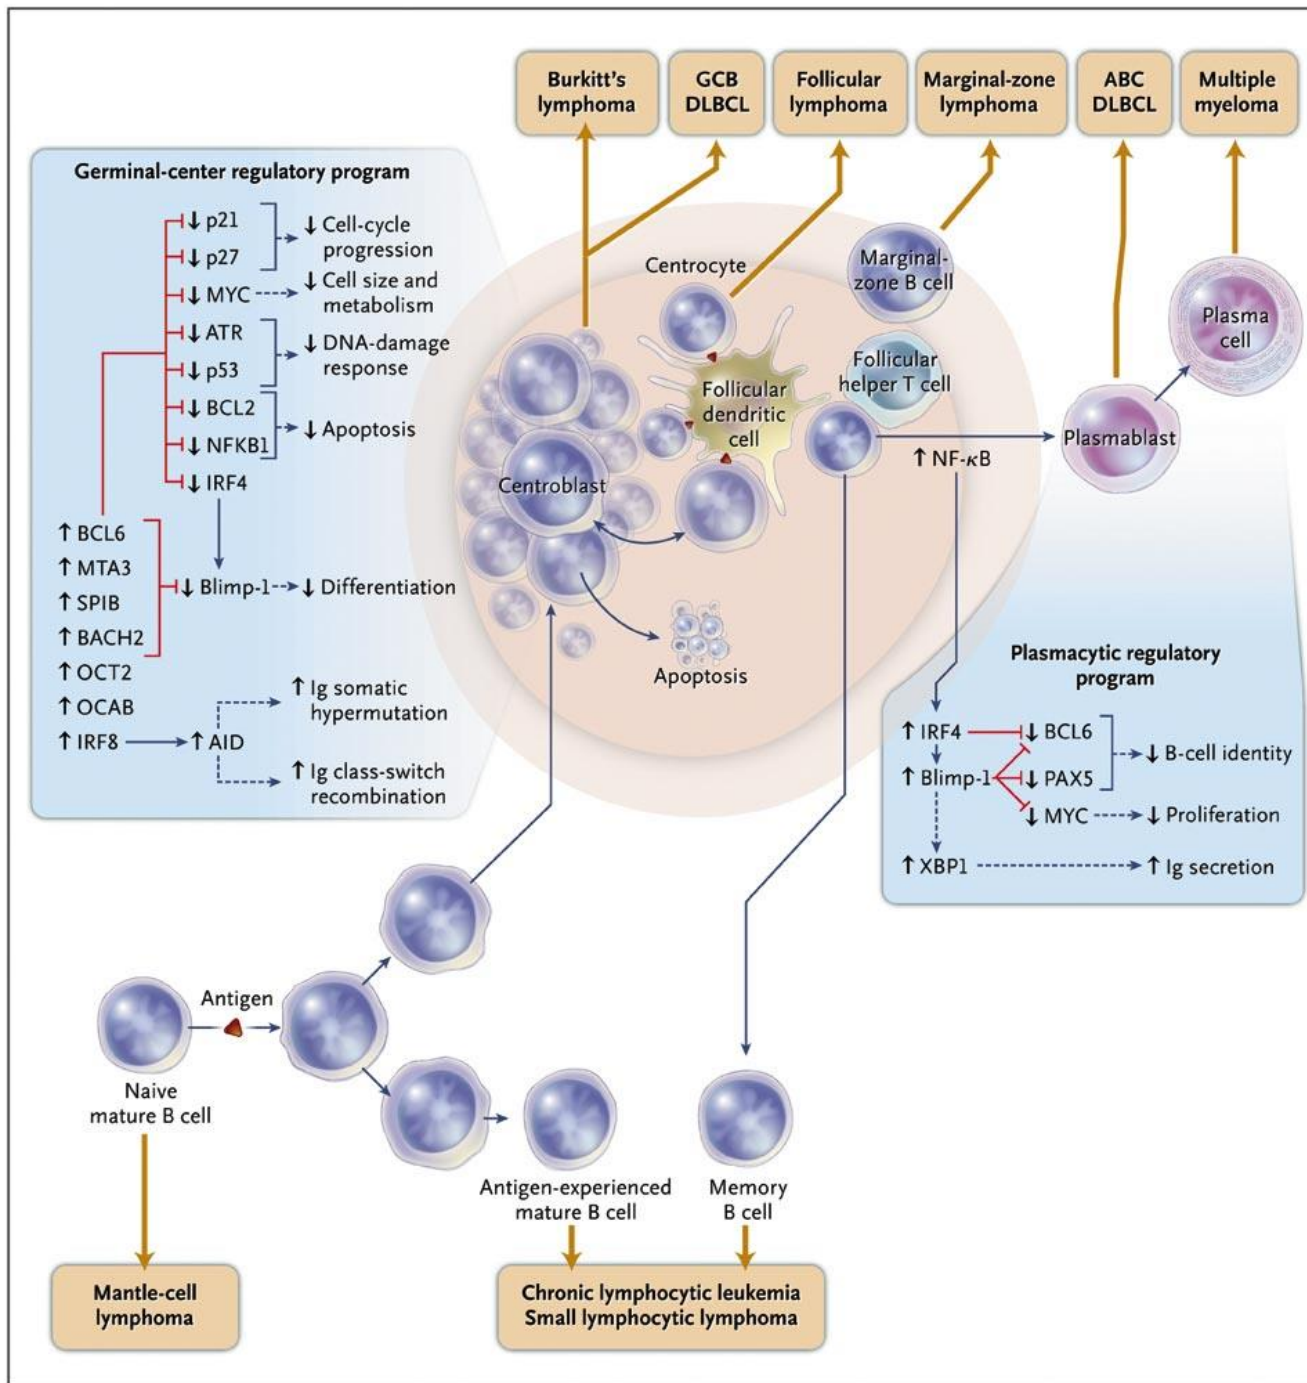 Burkitt's
lymphoma
GCB
DLBCL
Follicular
lymphoma
Marginal-zone
lymphoma
ABC
DLBCL
Multiple
myeloma
Germinal-center regulatory program
↓ p21
↓ p27
↓ Cell-cycle
progression
↓ MYC
↓ Cell size and
metabolism
↓ ATR
↓ p53
↓ DNA-damage
response
↓ BCL2
↓ NFKB1
↓ Apoptosis
↓ IRF4
↑ BCL6
↑ MTA3
↑ SPIB
↑ BACH2
↓ Blimp-1
↓ Differentiation
↑ OCT2
↑ OCAB
↑ IRF8
↑ AID
↑ Ig somatic
hypermutation
↑ Ig class-switch
recombination
Centrocyte
Marginal-
zone B cell
Follicular
helper T cell
Follicular
dendritic
cell
Centroblast
Apoptosis
↑ NF-κB
Plasmablast
Plasma
cell
Plasmacytic regulatory
program
↑ IRF4
↓ BCL6
↑ Blimp-1
↓ PAX5
↓ B-cell identity
↓ MYC
↓ Proliferation
↑ XBP1
↑ Ig secretion
Antigen
Naive
mature B cell
Antigen-experienced
mature B cell
Memory
B cell
Mantle-cell
lymphoma
Chronic lymphocytic leukemia
Small lymphocytic lymphoma